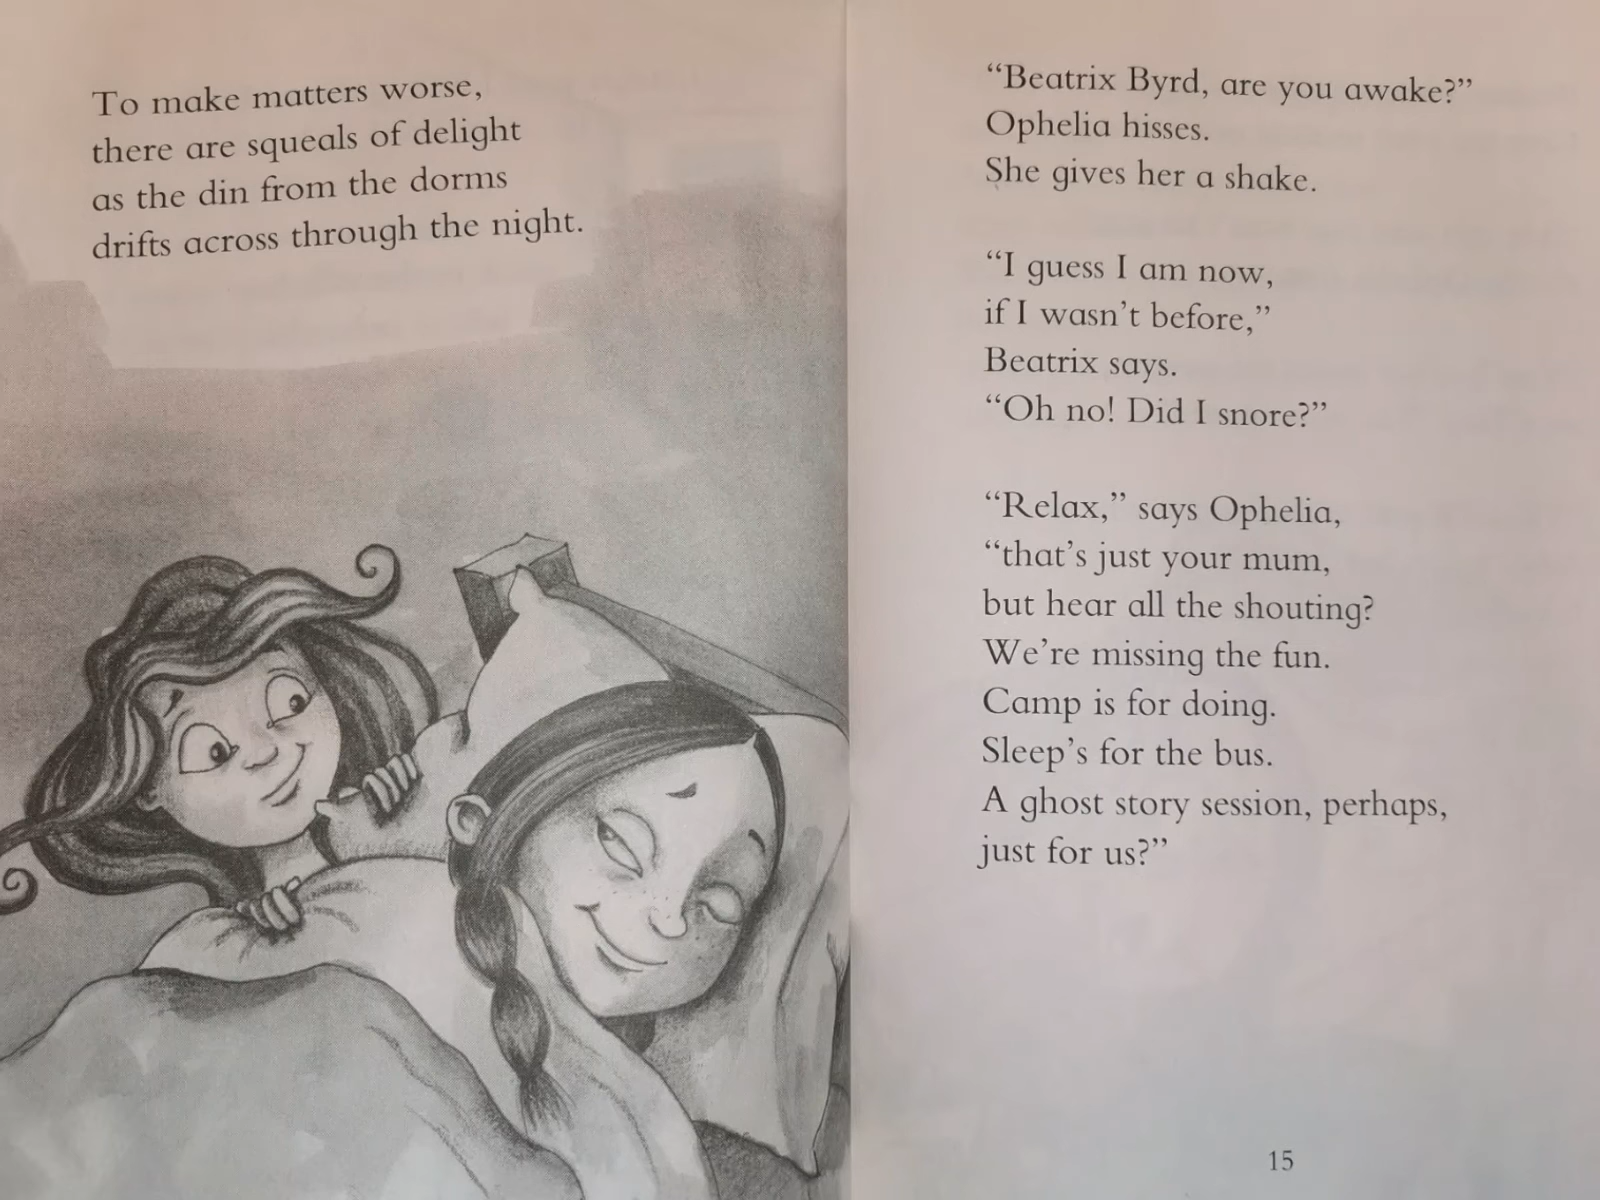 To make matters worse,
there are squeals of delight
as the din from the dorms
drifts across through the night.
“Beatrix Byrd, are you awake?”
Ophelia hisses.
She gives her a shake.
“I guess I am now,
if I wasn’t before,”
Beatrix says.
“Oh no! Did I snore?”
“Relax,” says Ophelia,
“that’s just your mum,
but hear all the shouting?
We’re missing the fun.
Camp is for doing.
Sleep’s for the bus.
A ghost story session, perhaps,
just for us?”
15